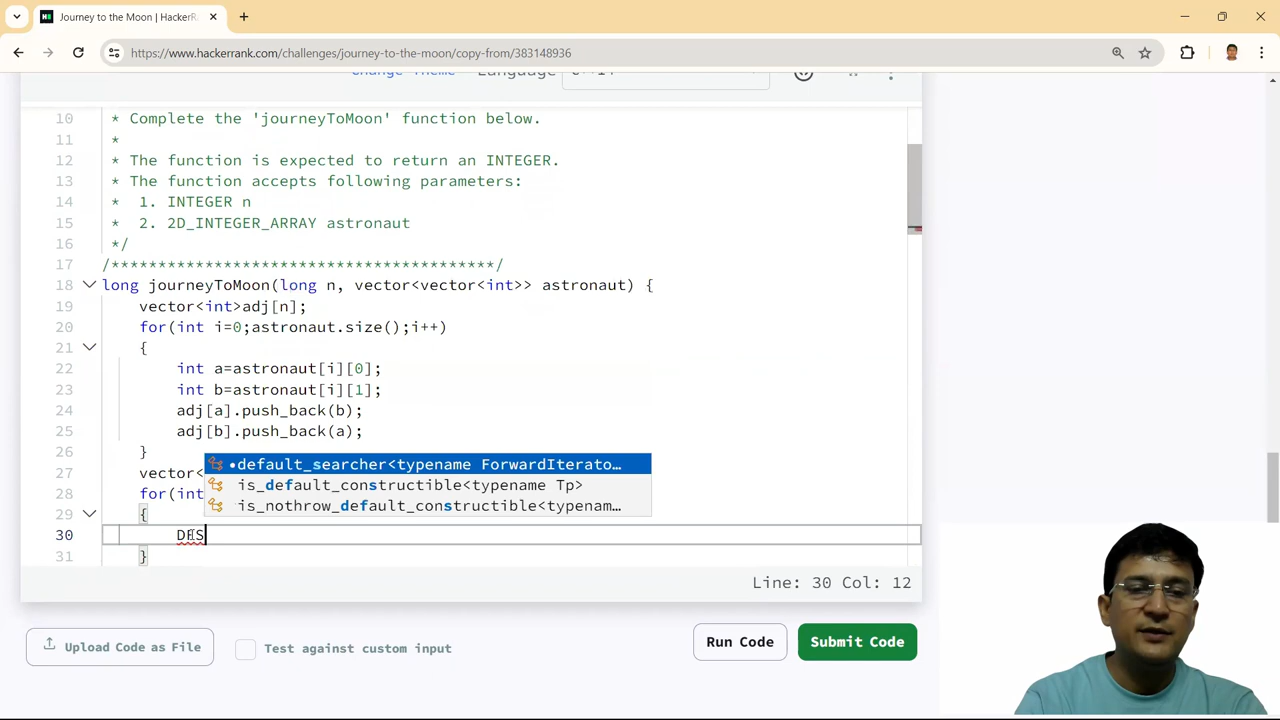 Journey to the Moon | HackerRa
https://www.hackerrank.com/challenges/journey-to-the-moon/copy-from/383148936
Change Theme Language C++14
10 * Complete the 'journeyToMoon' function below.
11 *
12 * The function is expected to return an INTEGER.
13 * The function accepts following parameters:
14 * 1. INTEGER n
15 * 2. 2D_INTEGER_ARRAY astronaut
16 */
17 /*****************************************/
18 long journeyToMoon(long n, vector<vector<int>> astronaut) {
19 vector<int>adj[n];
20 for(int i=0;astronaut.size();i++)
21 {
22 int a=astronaut[i][0];
23 int b=astronaut[i][1];
24 adj[a].push_back(b);
25 adj[b].push_back(a);
26 }
•default_searcher<typename ForwardIterato…
27 vector<
is_default_constructible<typename Tp>
28 for(int
is_nothrow_default_constructible<typenam…
29 {
30 DFS
31 }
Line: 30 Col: 12
Upload Code as File
Test against custom input
Run Code
Submit Code